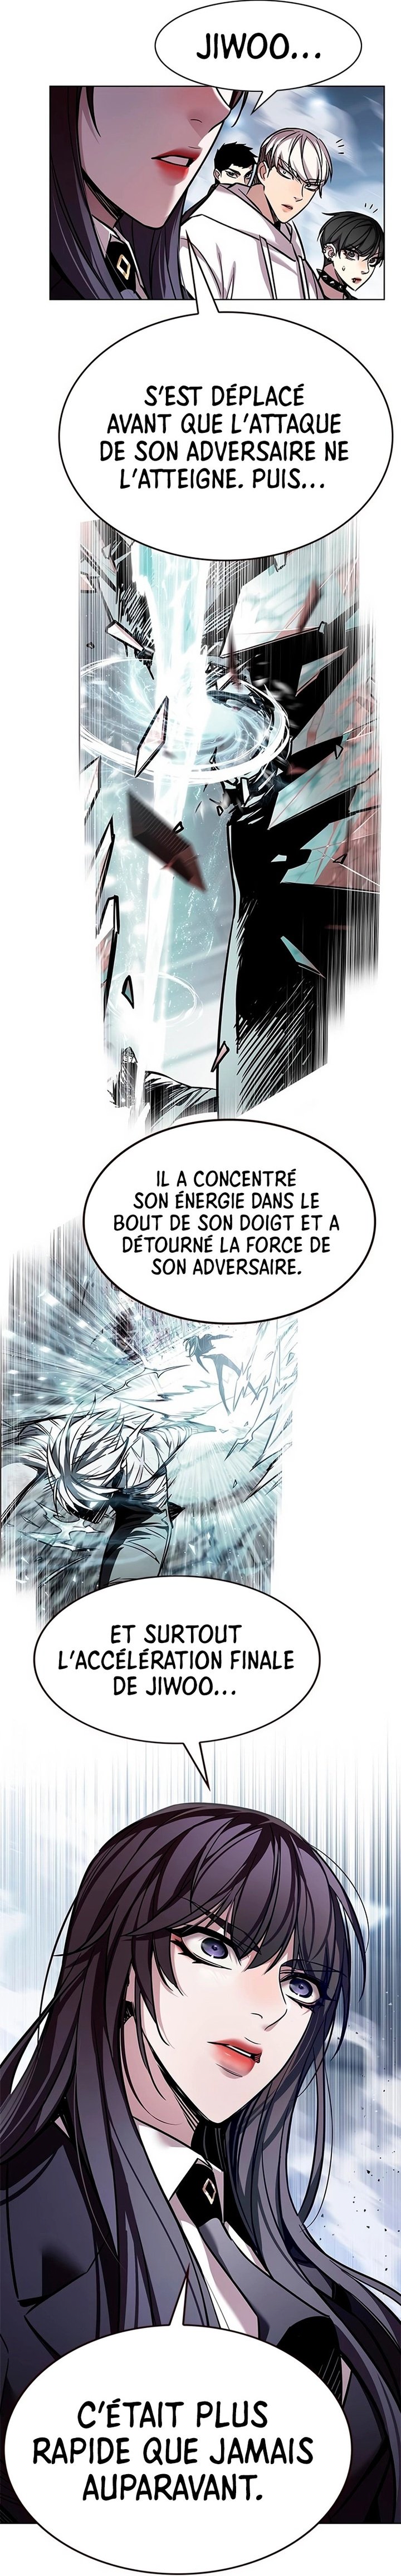 JIWOO...
S'EST DÉPLACÉ
AVANT QUE L'ATTAQUE
DE SON ADVERSAIRE NE
L'ATTEIGNE. PUIS...
IL A CONCENTRÉ
SON ÉNERGIE DANS LE
BOUT DE SON DOIGT ET A
DÉTOURNÉ LA FORCE DE
SON ADVERSAIRE.
ET SURTOUT
L'ACCÉLÉRATION FINALE
DE JIWOO...
C'ÉTAIT PLUS
RAPIDE QUE JAMAIS
AUPARAVANT.